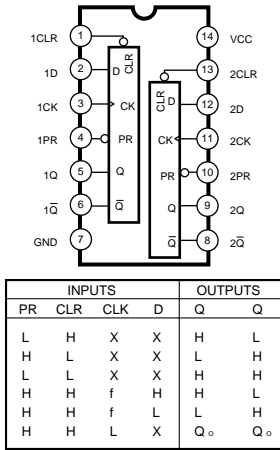 1CLR 1 14 VCC
CLR
1D 2 D 13 2CLR
1CK 3 CK CLR D 12 2D
1PR 4 PR CK 11 2CK
1Q 5 Q PR 10 2PR
1Q̅ 6 Q̅ Q 9 2Q
GND 7 Q̅ 8 2Q̅
INPUTS OUTPUTS
PR CLR CLK D Q Q
L H X X H L
H L X X L H
L L X X H H
H H f H H L
H H f L L H
H H L X Qo Qo